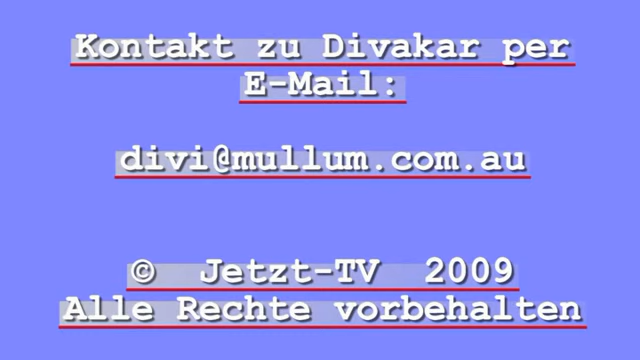 Kontakt zu Divakar per
E-Mail:
divi@mullum.com.au
© Jetzt-TV 2009
Alle Rechte vorbehalten